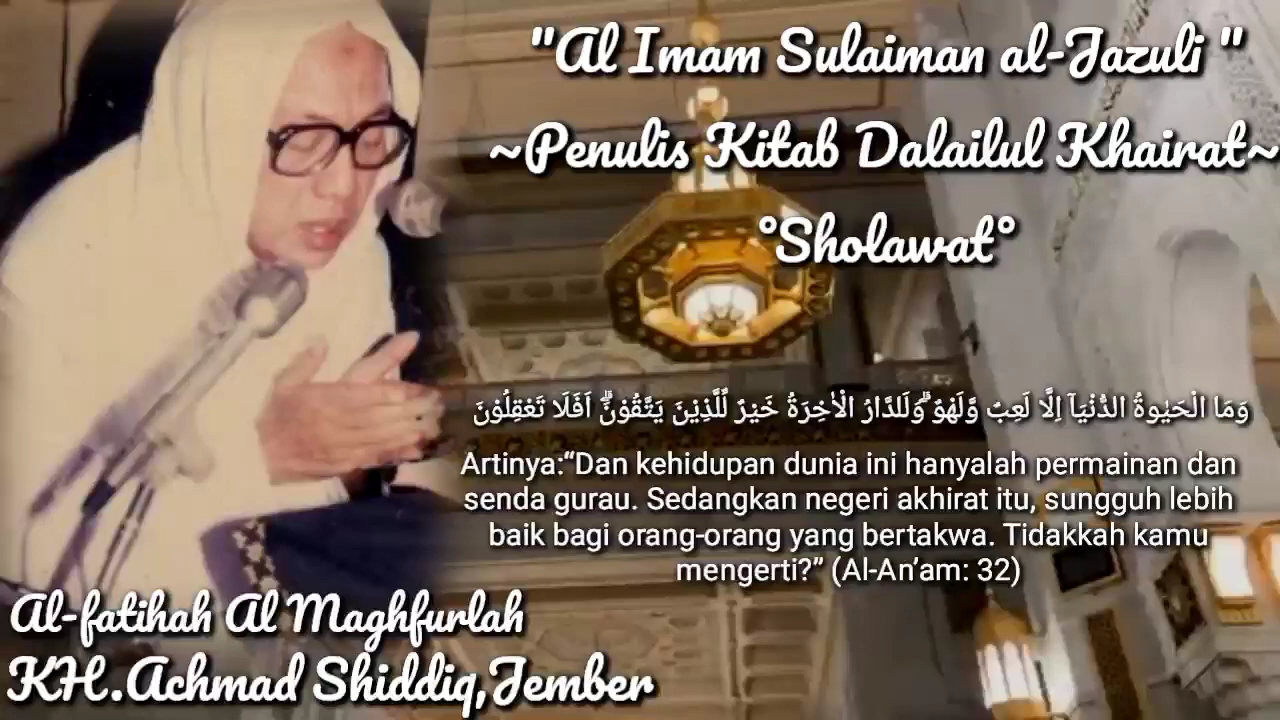 "Al Imam Sulaiman al-Jazuli "
~Penulis Kitab Dalailul Khairat~
°Sholawat°
وَمَا الْحَيٰوةُ الدُّنْيَآ اِلَّا لَعِبٌ وَّلَهْوٌ ۗوَلَلدَّارُ الْاٰخِرَةُ خَيْرٌ لِّلَّذِيْنَ يَتَّقُوْنَۗ اَفَلَا تَعْقِلُوْنَ
Artinya:“Dan kehidupan dunia ini hanyalah permainan dan
senda gurau. Sedangkan negeri akhirat itu, sungguh lebih
baik bagi orang-orang yang bertakwa. Tidakkah kamu
mengerti?” (Al-An’am: 32)
Al-fatihah Al Maghfurlah
KH.Achmad Shiddiq,Jember